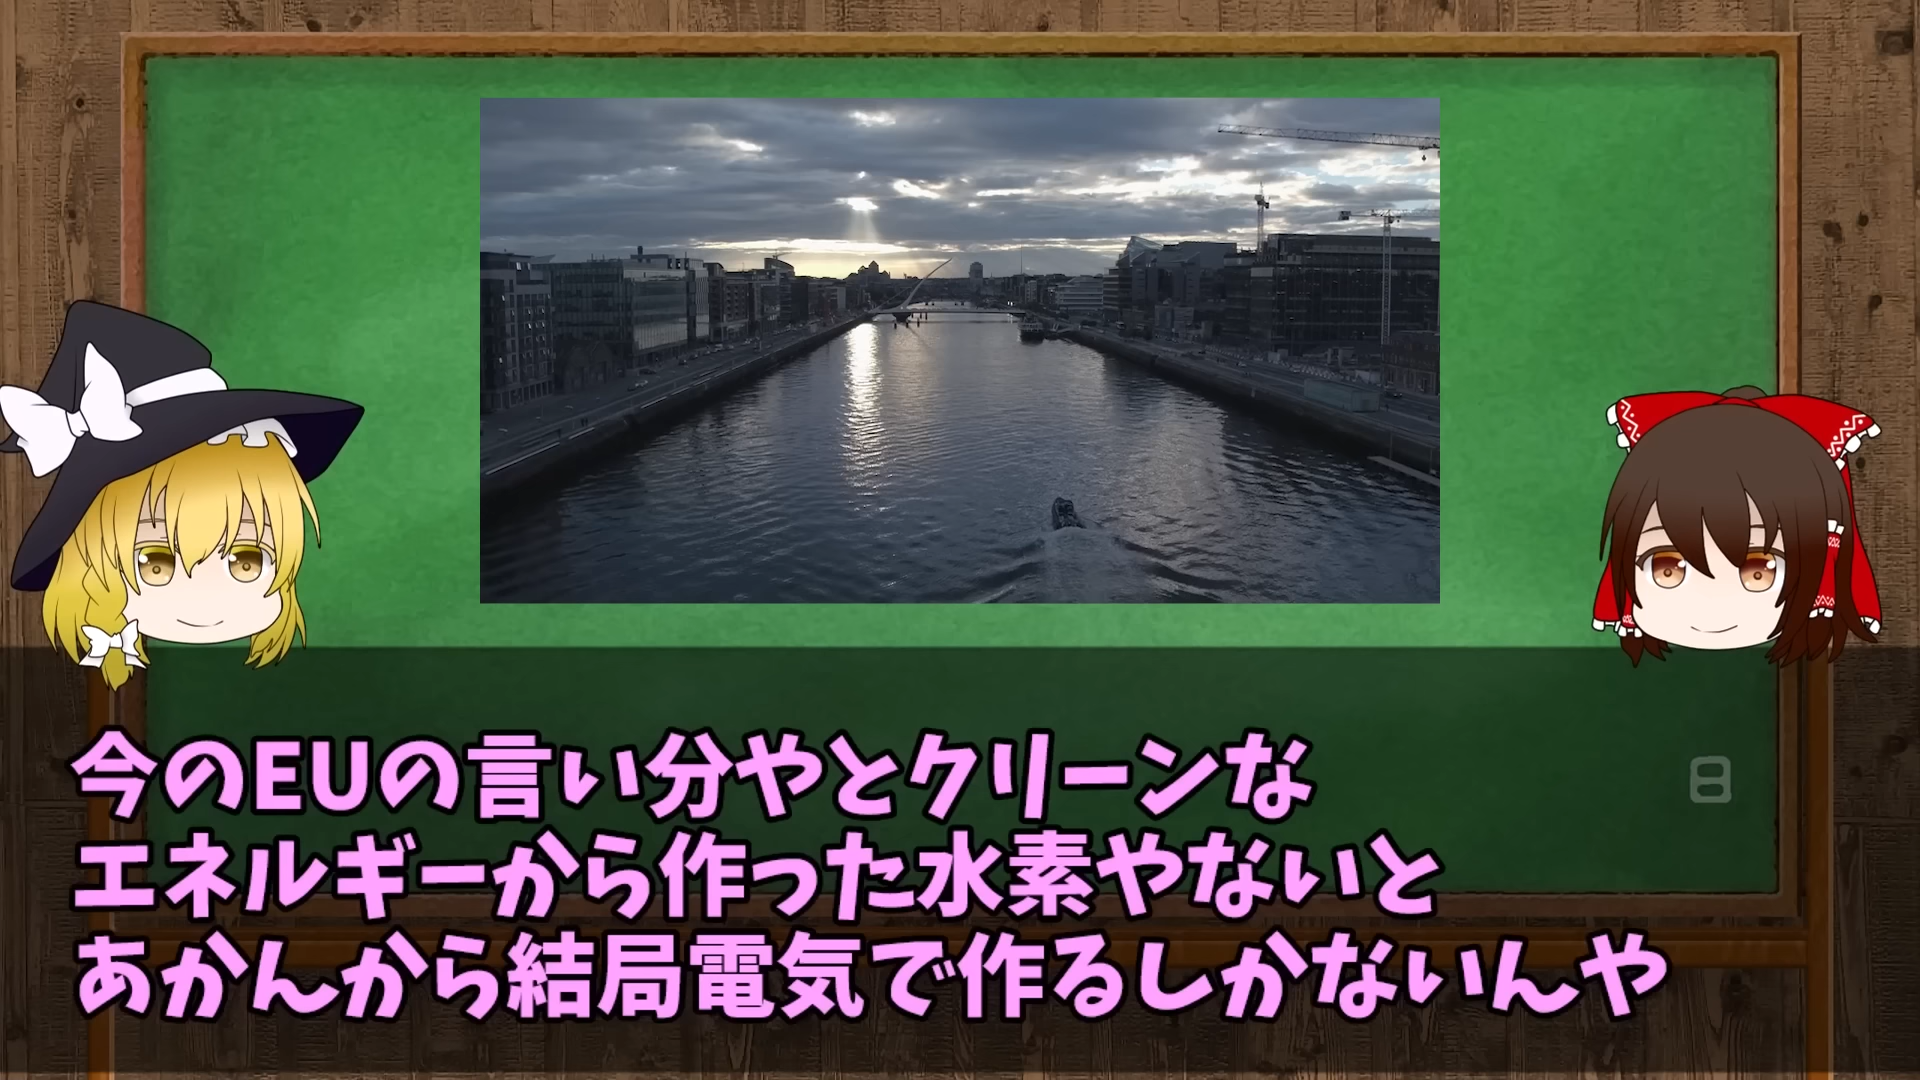 今のEUの言い分やとクリーンな
エネルギーから作った水素やないと
あかんから結局電気で作るしかないんや